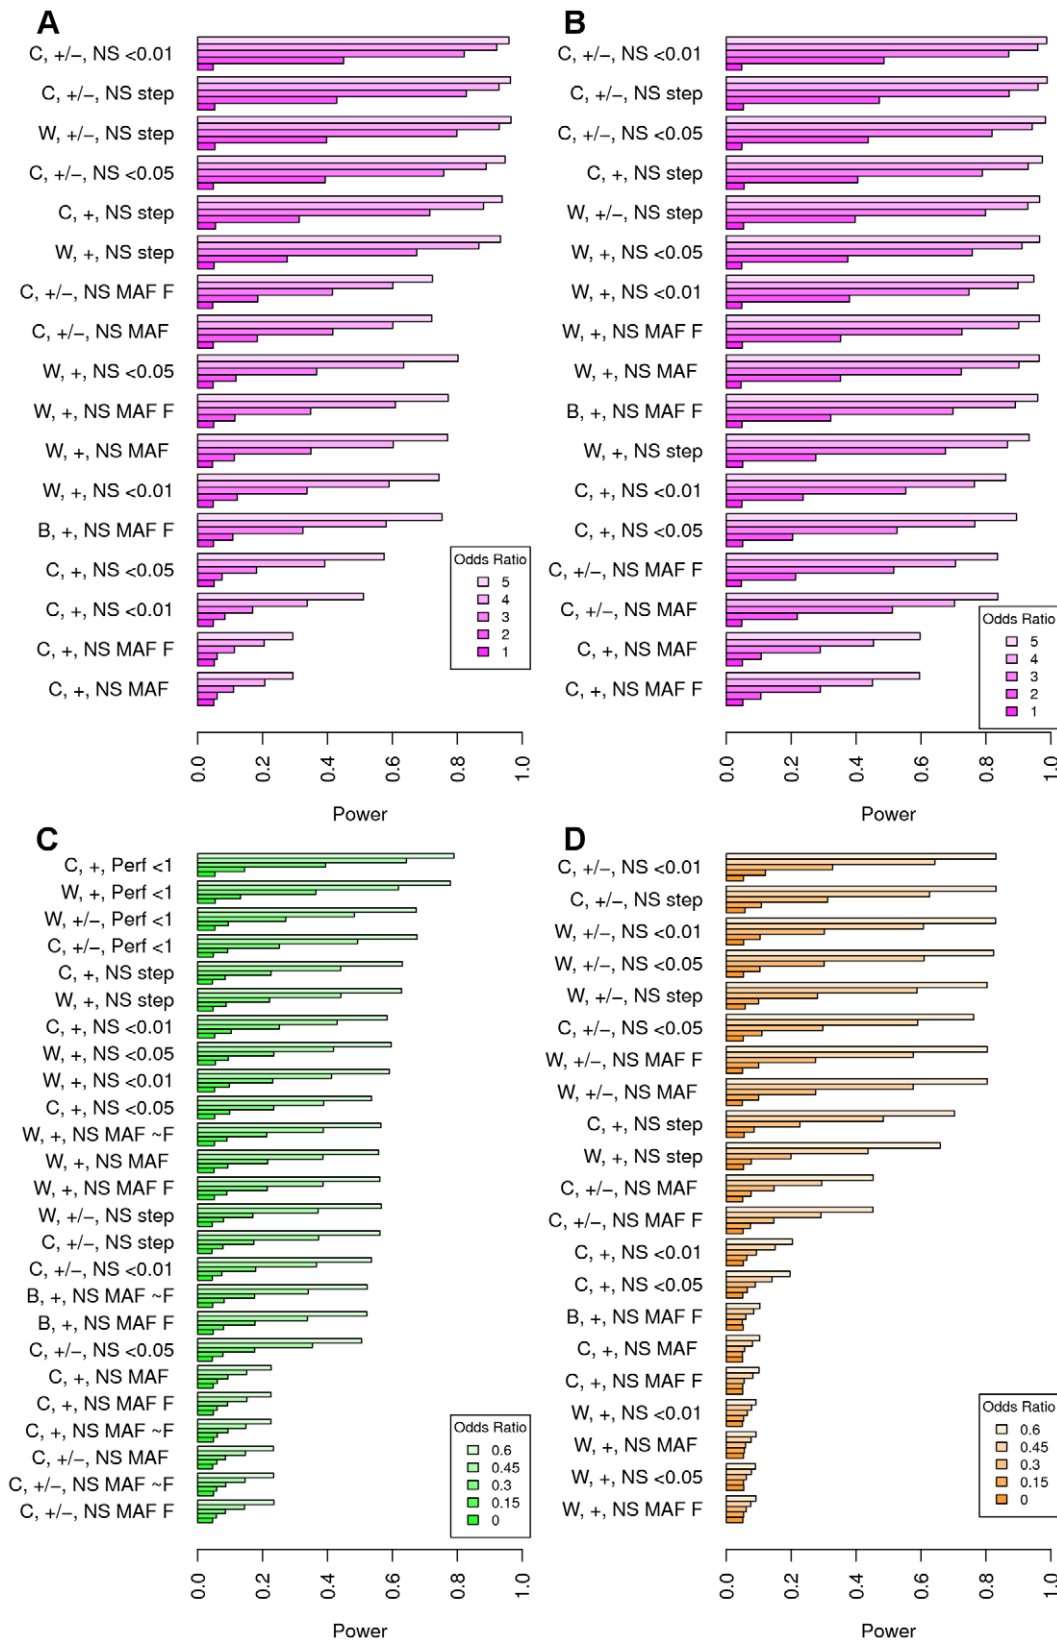 A
C, +/−, NS <0.01
C, +/−, NS step
W, +/−, NS step
C, +/−, NS <0.05
C, +, NS step
W, +, NS step
C, +/−, NS MAF F
C, +/−, NS MAF
W, +, NS <0.05
W, +, NS MAF F
W, +, NS MAF
W, +, NS <0.01
B, +, NS MAF F
C, +, NS <0.05
C, +, NS <0.01
C, +, NS MAF F
C, +, NS MAF
Odds Ratio
5
4
3
2
1
0.0 0.2 0.4 0.6 0.8 1.0
Power
B
C, +/−, NS <0.01
C, +/−, NS step
C, +/−, NS <0.05
C, +, NS step
W, +/−, NS step
W, +, NS <0.05
W, +, NS <0.01
W, +, NS MAF F
W, +, NS MAF
B, +, NS MAF F
W, +, NS step
C, +, NS <0.01
C, +, NS <0.05
C, +/−, NS MAF F
C, +/−, NS MAF
C, +, NS MAF
C, +, NS MAF F
Odds Ratio
5
4
3
2
1
0.0 0.2 0.4 0.6 0.8 1.0
Power
C
C, +, Perf <1
W, +, Perf <1
W, +/−, Perf <1
C, +/−, Perf <1
C, +, NS step
W, +, NS step
C, +, NS <0.01
W, +, NS <0.05
W, +, NS <0.01
C, +, NS <0.05
W, +, NS MAF ~F
W, +, NS MAF
W, +, NS MAF F
W, +/−, NS step
C, +/−, NS step
C, +/−, NS <0.01
B, +, NS MAF ~F
B, +, NS MAF F
C, +/−, NS <0.05
C, +, NS MAF
C, +, NS MAF F
C, +, NS MAF ~F
C, +/−, NS MAF
C, +/−, NS MAF ~F
C, +/−, NS MAF F
Odds Ratio
0.6
0.45
0.3
0.15
0
0.0 0.2 0.4 0.6 0.8 1.0
Power
D
C, +/−, NS <0.01
C, +/−, NS step
W, +/−, NS <0.01
W, +/−, NS <0.05
W, +/−, NS step
C, +/−, NS <0.05
W, +/−, NS MAF F
W, +/−, NS MAF
C, +, NS step
W, +, NS step
C, +/−, NS MAF
C, +/−, NS MAF F
C, +, NS <0.01
C, +, NS <0.05
B, +, NS MAF F
C, +, NS MAF
C, +, NS MAF F
W, +, NS <0.01
W, +, NS MAF
W, +, NS <0.05
W, +, NS MAF F
Odds Ratio
0.6
0.45
0.3
0.15
0
0.0 0.2 0.4 0.6 0.8 1.0
Power